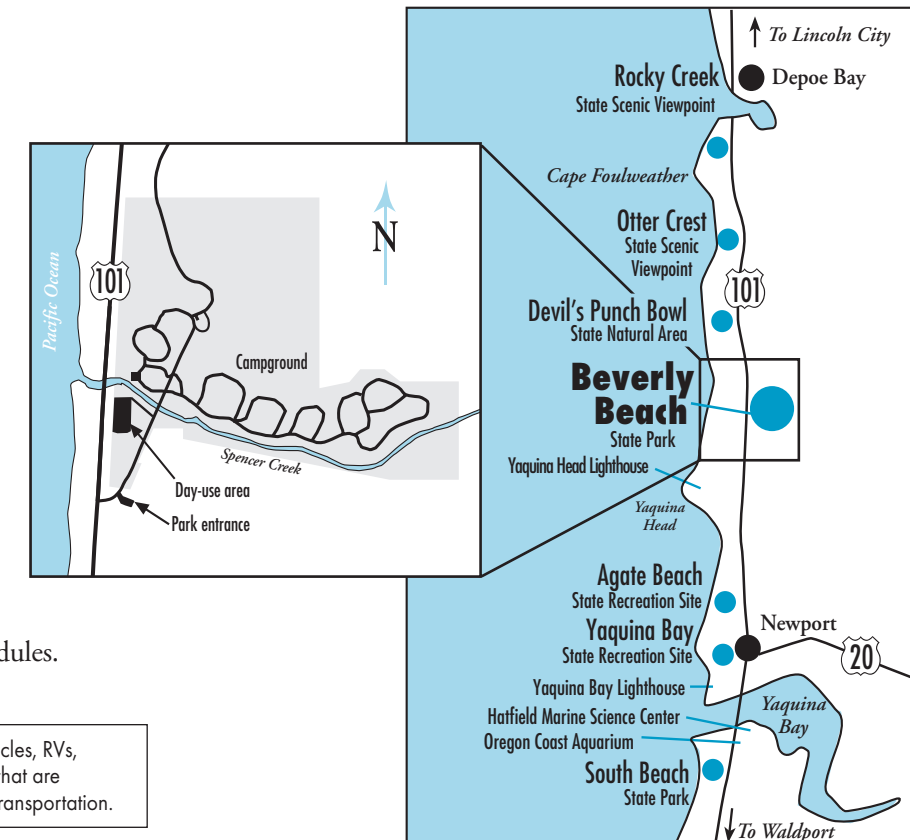 To Lincoln City
Depoe Bay
Rocky Creek
State Scenic Viewpoint
Cape Foulweather
Otter Crest
State Scenic
Viewpoint
101
Devil's Punch Bowl
State Natural Area
Beverly
Beach
State Park
Yaquina Head Lighthouse
Yaquina
Head
Agate Beach
State Recreation Site
Newport
Yaquina Bay
State Recreation Site
20
Yaquina Bay Lighthouse
Yaquina
Bay
Hatfield Marine Science Center
Oregon Coast Aquarium
South Beach
State Park
To Waldport
N
Pacific Ocean
101
Campground
Spencer Creek
Day-use area
Park entrance
dules.
cles, RVs,
that are
ransportation.